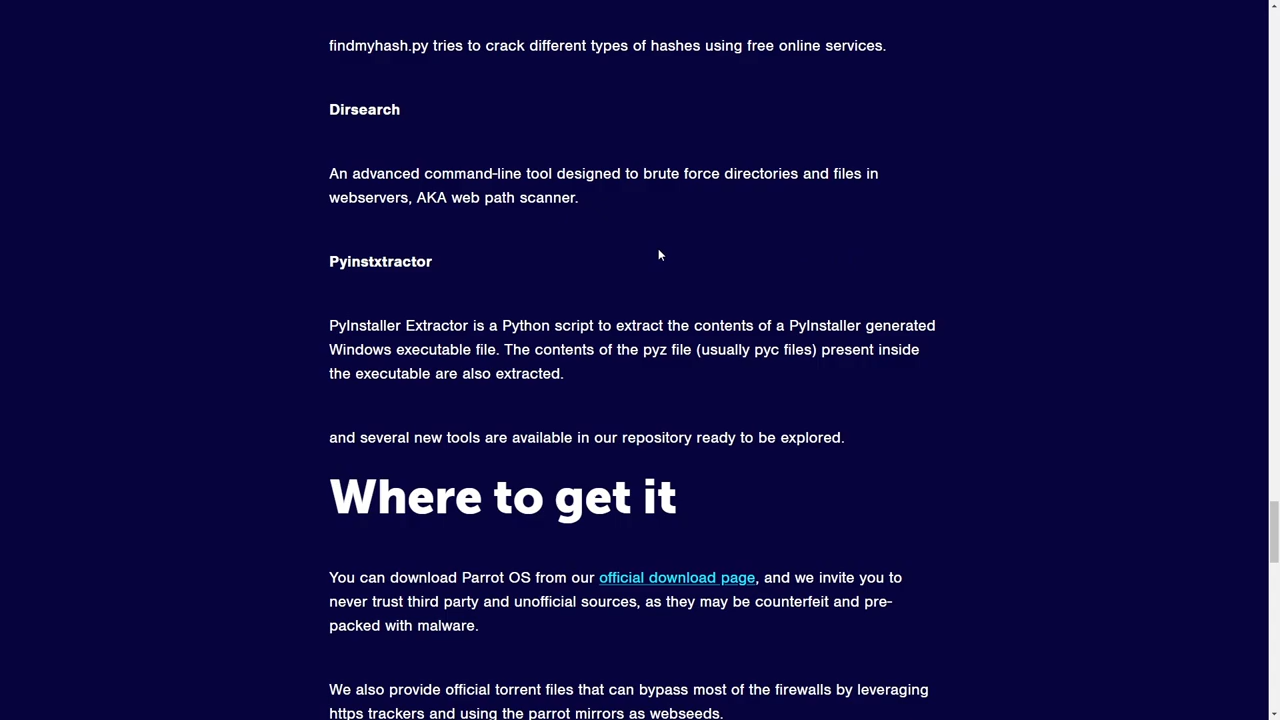 findmyhash.py tries to crack different types of hashes using free online services.
Dirsearch
An advanced command-line tool designed to brute force directories and files in
webservers, AKA web path scanner.
Pyinstxtractor
PyInstaller Extractor is a Python script to extract the contents of a PyInstaller generated
Windows executable file. The contents of the pyz file (usually pyc files) present inside
the executable are also extracted.
and several new tools are available in our repository ready to be explored.
Where to get it
You can download Parrot OS from our official download page, and we invite you to
never trust third party and unofficial sources, as they may be counterfeit and pre-
packed with malware.
We also provide official torrent files that can bypass most of the firewalls by leveraging
https trackers and using the parrot mirrors as webseeds.